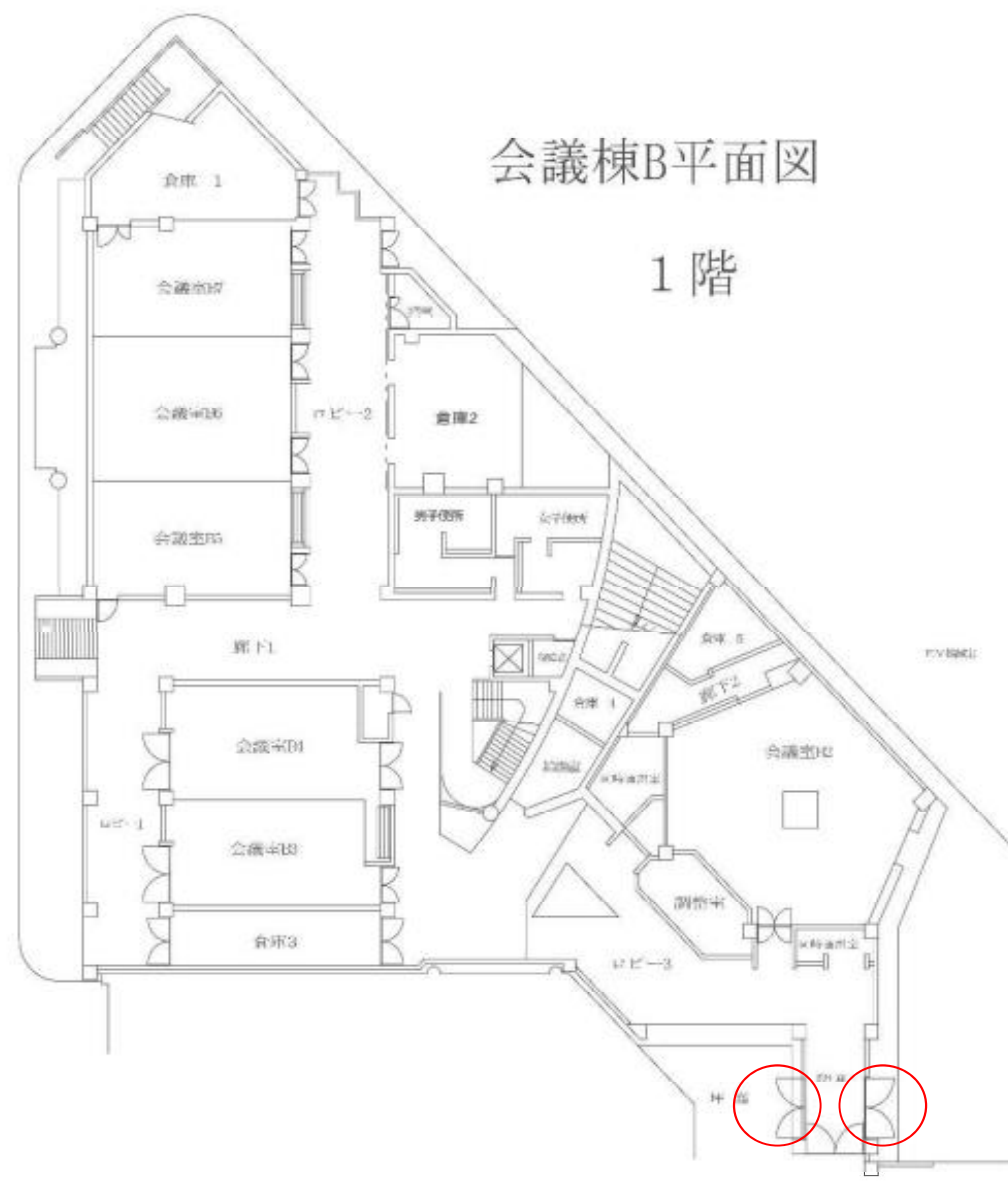 会議棟B平面図
1階
倉庫 1
会議室B7
会議室B6
ロビー2
倉庫2
会議室B5
男子便所
女子便所
廊下1
倉庫 5
廊下2
倉庫 4
会議室B4
会議室B2
ロビー1
会議室B3
調整室
倉庫3
ロビー3